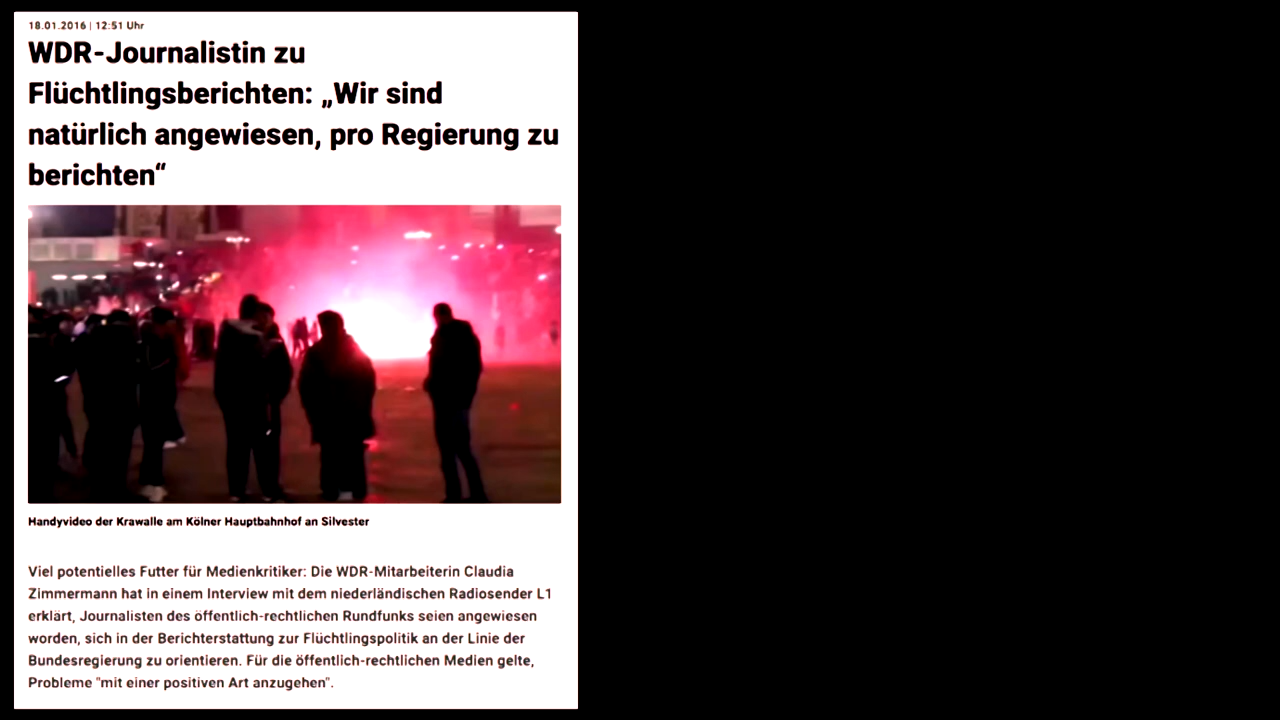 18.01.2016 | 12:51 Uhr
WDR-Journalistin zu
Flüchtlingsberichten: „Wir sind
natürlich angewiesen, pro Regierung zu
berichten“
Handyvideo der Krawalle am Kölner Hauptbahnhof an Silvester
Viel potentielles Futter für Medienkritiker: Die WDR-Mitarbeiterin Claudia
Zimmermann hat in einem Interview mit dem niederländischen Radiosender L1
erklärt, Journalisten des öffentlich-rechtlichen Rundfunks seien angewiesen
worden, sich in der Berichterstattung zur Flüchtlingspolitik an der Linie der
Bundesregierung zu orientieren. Für die öffentlich-rechtlichen Medien gelte,
Probleme "mit einer positiven Art anzugehen".